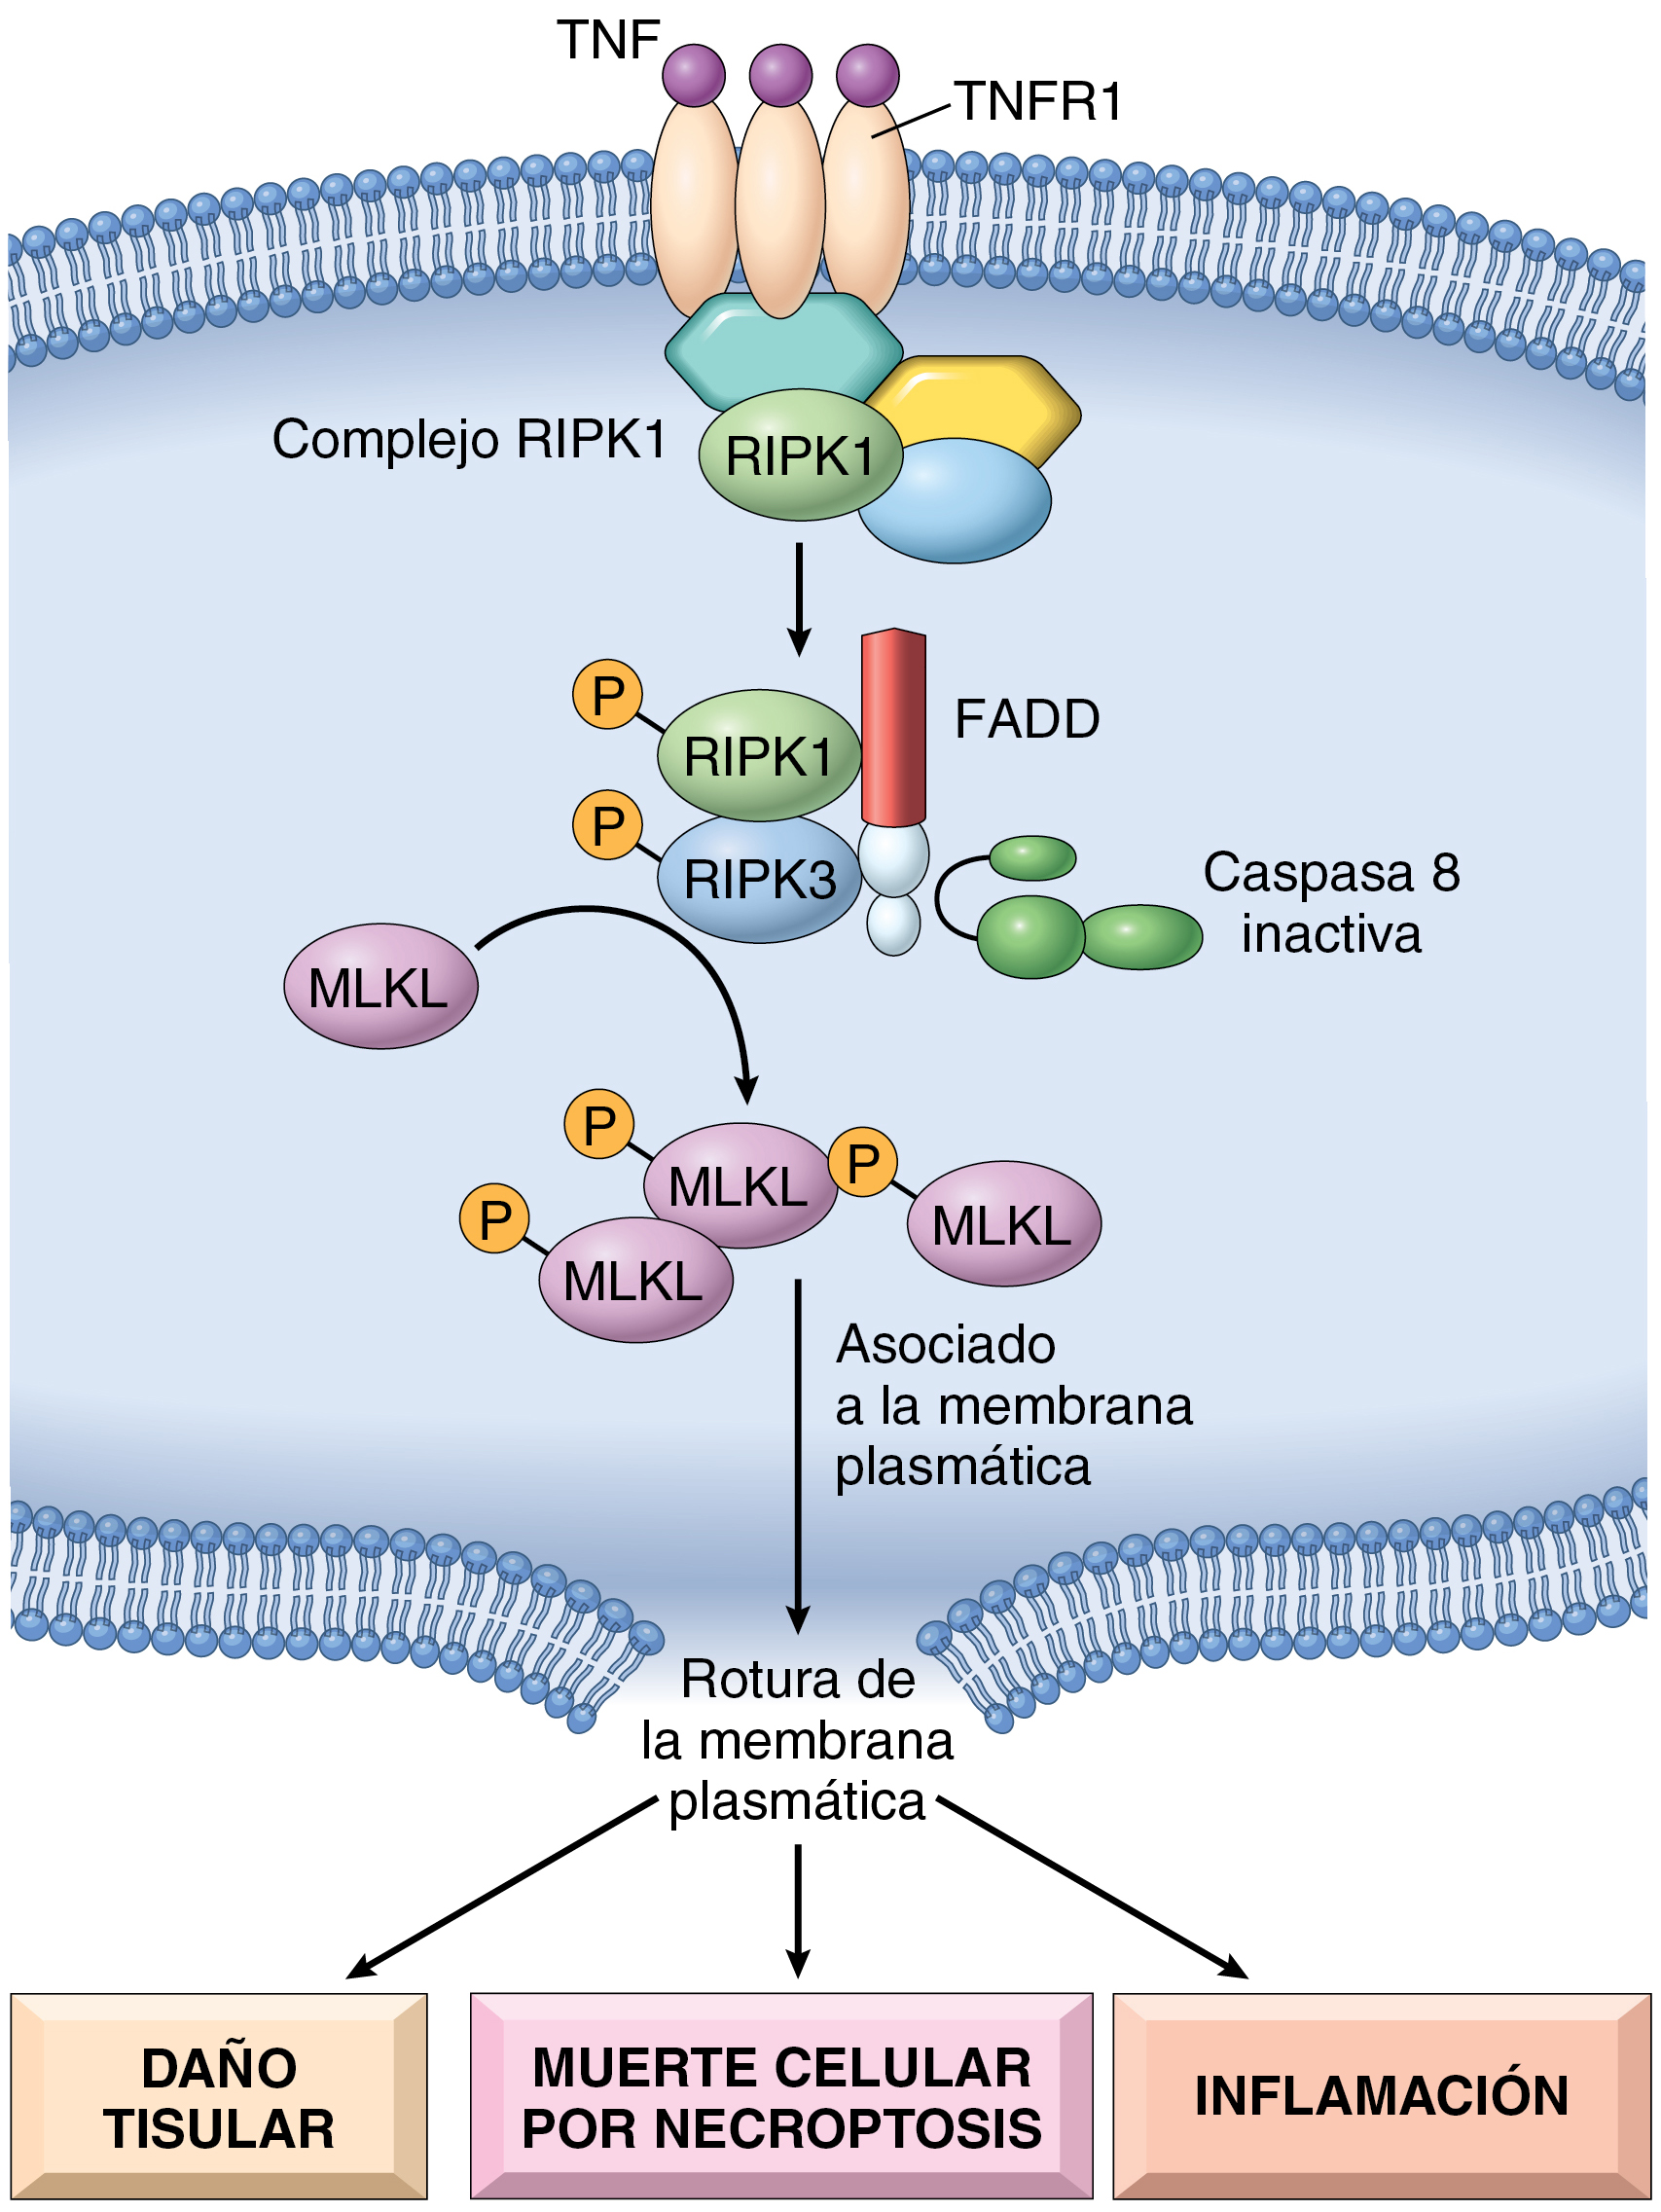 TNF
TNFR1
Complejo RIPK1
RIPK1
P
RIPK1
FADD
P
RIPK3
Caspasa 8
inactiva
MLKL
P
MLKL
P
MLKL
P
MLKL
Asociado
a la membrana
plasmática
Rotura de
la membrana
plasmática
DAÑO
TISULAR
MUERTE CELULAR
POR NECROPTOSIS
INFLAMACIÓN